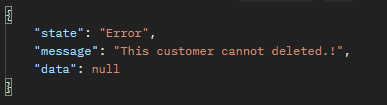 {
"state": "Error",
"message": "This customer cannot deleted.!",
"data": null
}